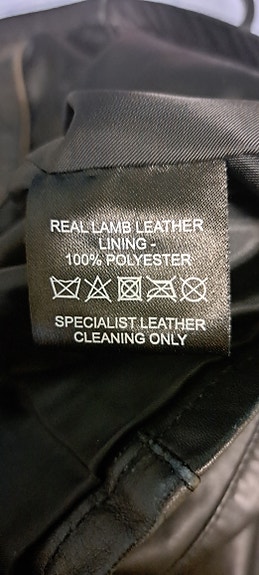 REAL LAMB LEATHER
LINING -
100% POLYESTER
SPECIALIST LEATHER
CLEANING ONLY